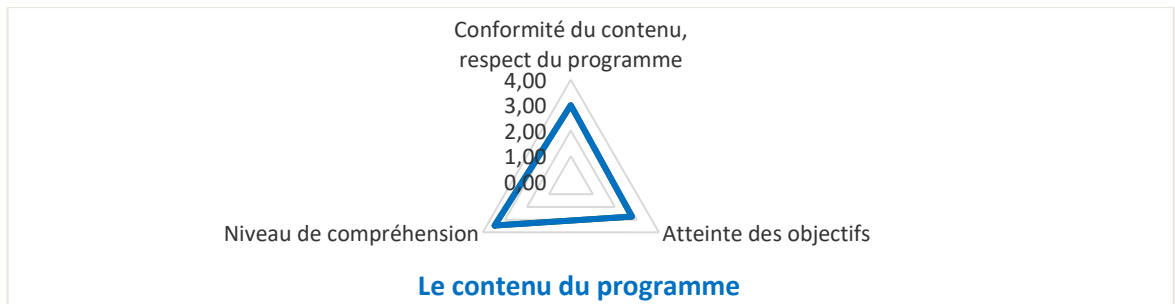 Conformité du contenu,
respect du programme
4,00
3,00
2,00
1,00
0,00
Niveau de compréhension
Atteinte des objectifs
Le contenu du programme